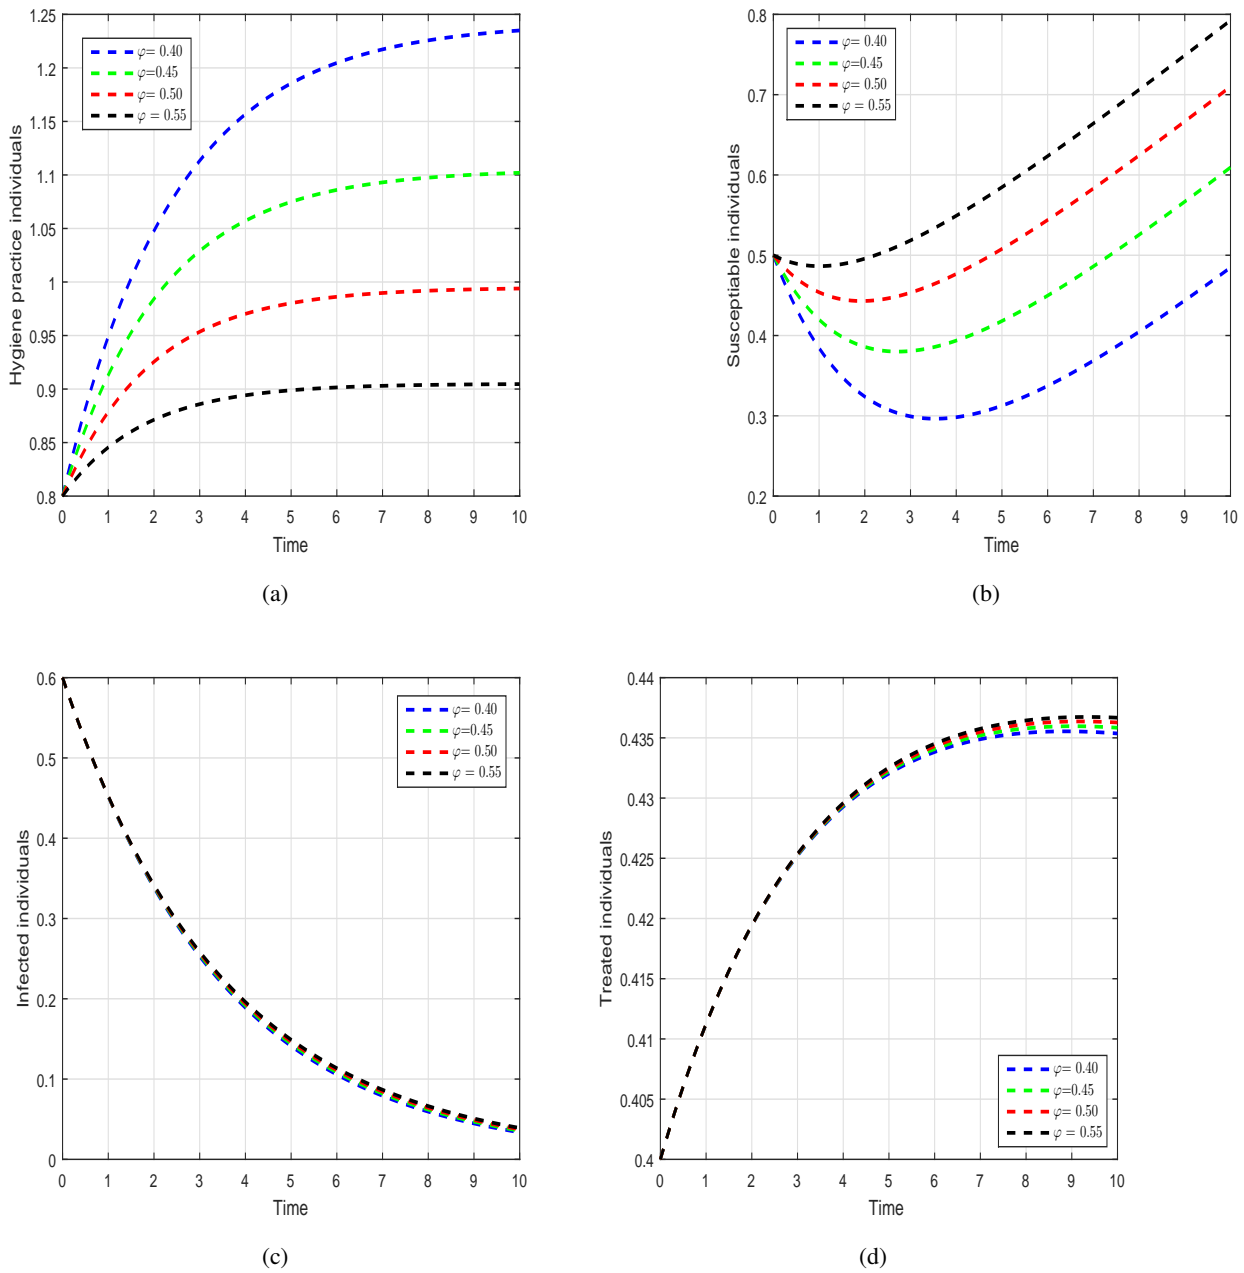 1.25
1.2
1.15
1.1
1.05
1
0.95
0.9
0.85
0.8
Hygiene practice individuals
φ= 0.40
φ=0.45
φ= 0.50
φ = 0.55
0 1 2 3 4 5 6 7 8 9 10
Time
(a)
0.8
0.7
0.6
0.5
0.4
0.3
0.2
Susceptiable individuals
φ= 0.40
φ=0.45
φ= 0.50
φ = 0.55
0 1 2 3 4 5 6 7 8 9 10
Time
(b)
0.6
0.5
0.4
0.3
0.2
0.1
0
Infected individuals
φ= 0.40
φ=0.45
φ= 0.50
φ = 0.55
0 1 2 3 4 5 6 7 8 9 10
Time
(c)
0.44
0.435
0.43
0.425
0.42
0.415
0.41
0.405
0.4
Treated individuals
φ= 0.40
φ=0.45
φ= 0.50
φ = 0.55
0 1 2 3 4 5 6 7 8 9 10
Time
(d)